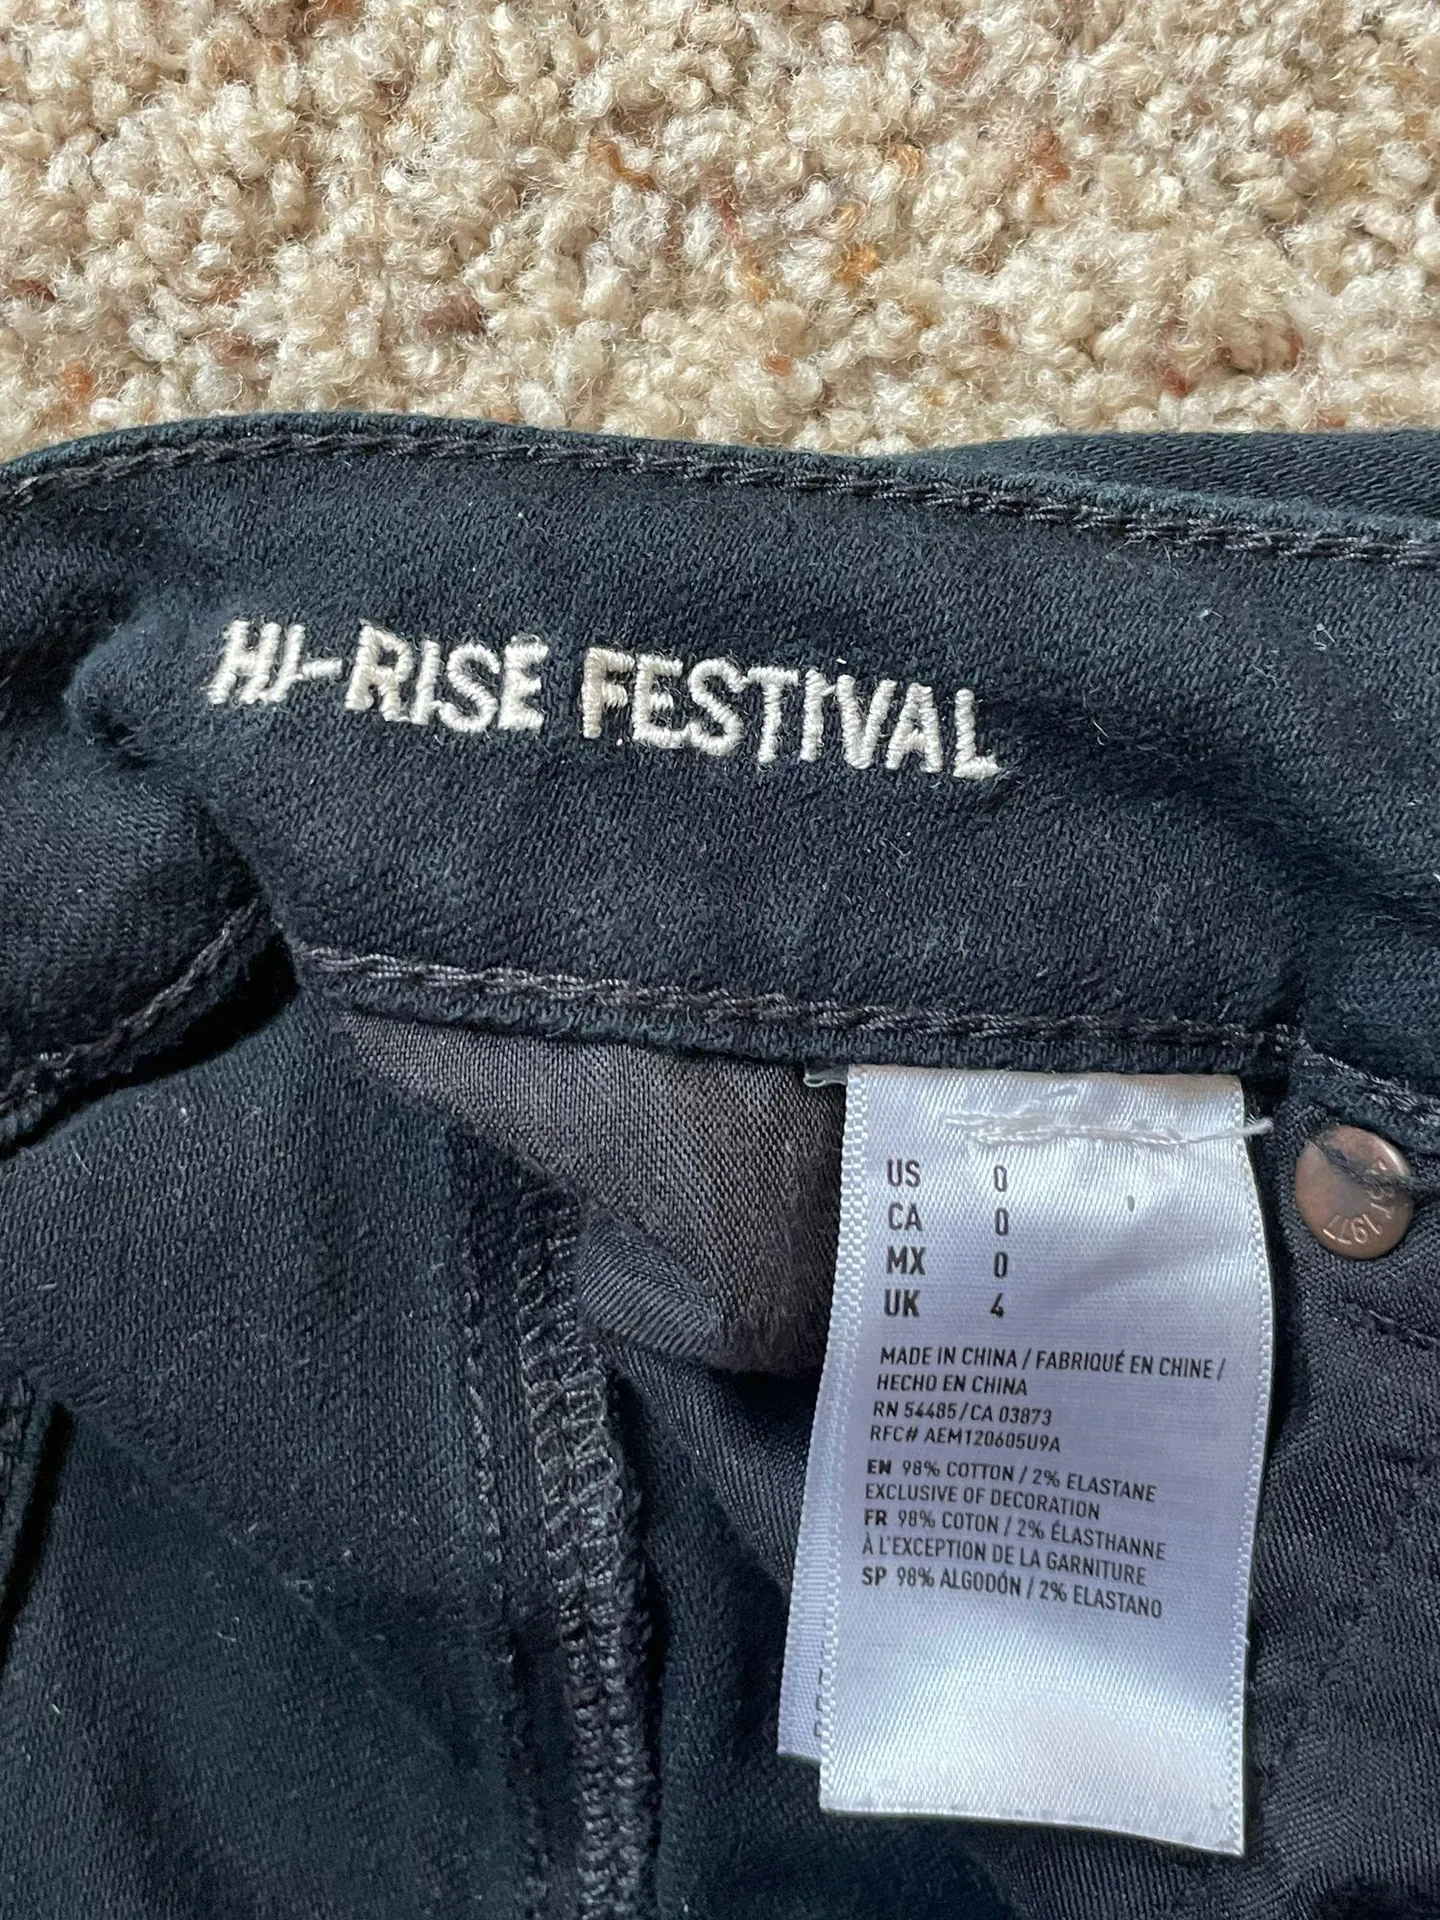 HI-RISE FESTIVAL
US 0
CA 0
MX 0
UK 4
MADE IN CHINA / FABRIQUÉ EN CHINE /
HECHO EN CHINA
RN 54485/CA 03873
RFC# AEM120605U9A
EN 98% COTTON / 2% ELASTANE
EXCLUSIVE OF DECORATION
FR 98% COTON / 2% ÉLASTHANNE
À L'EXCEPTION DE LA GARNITURE
SP 98% ALGODÓN / 2% ELASTANO
1977